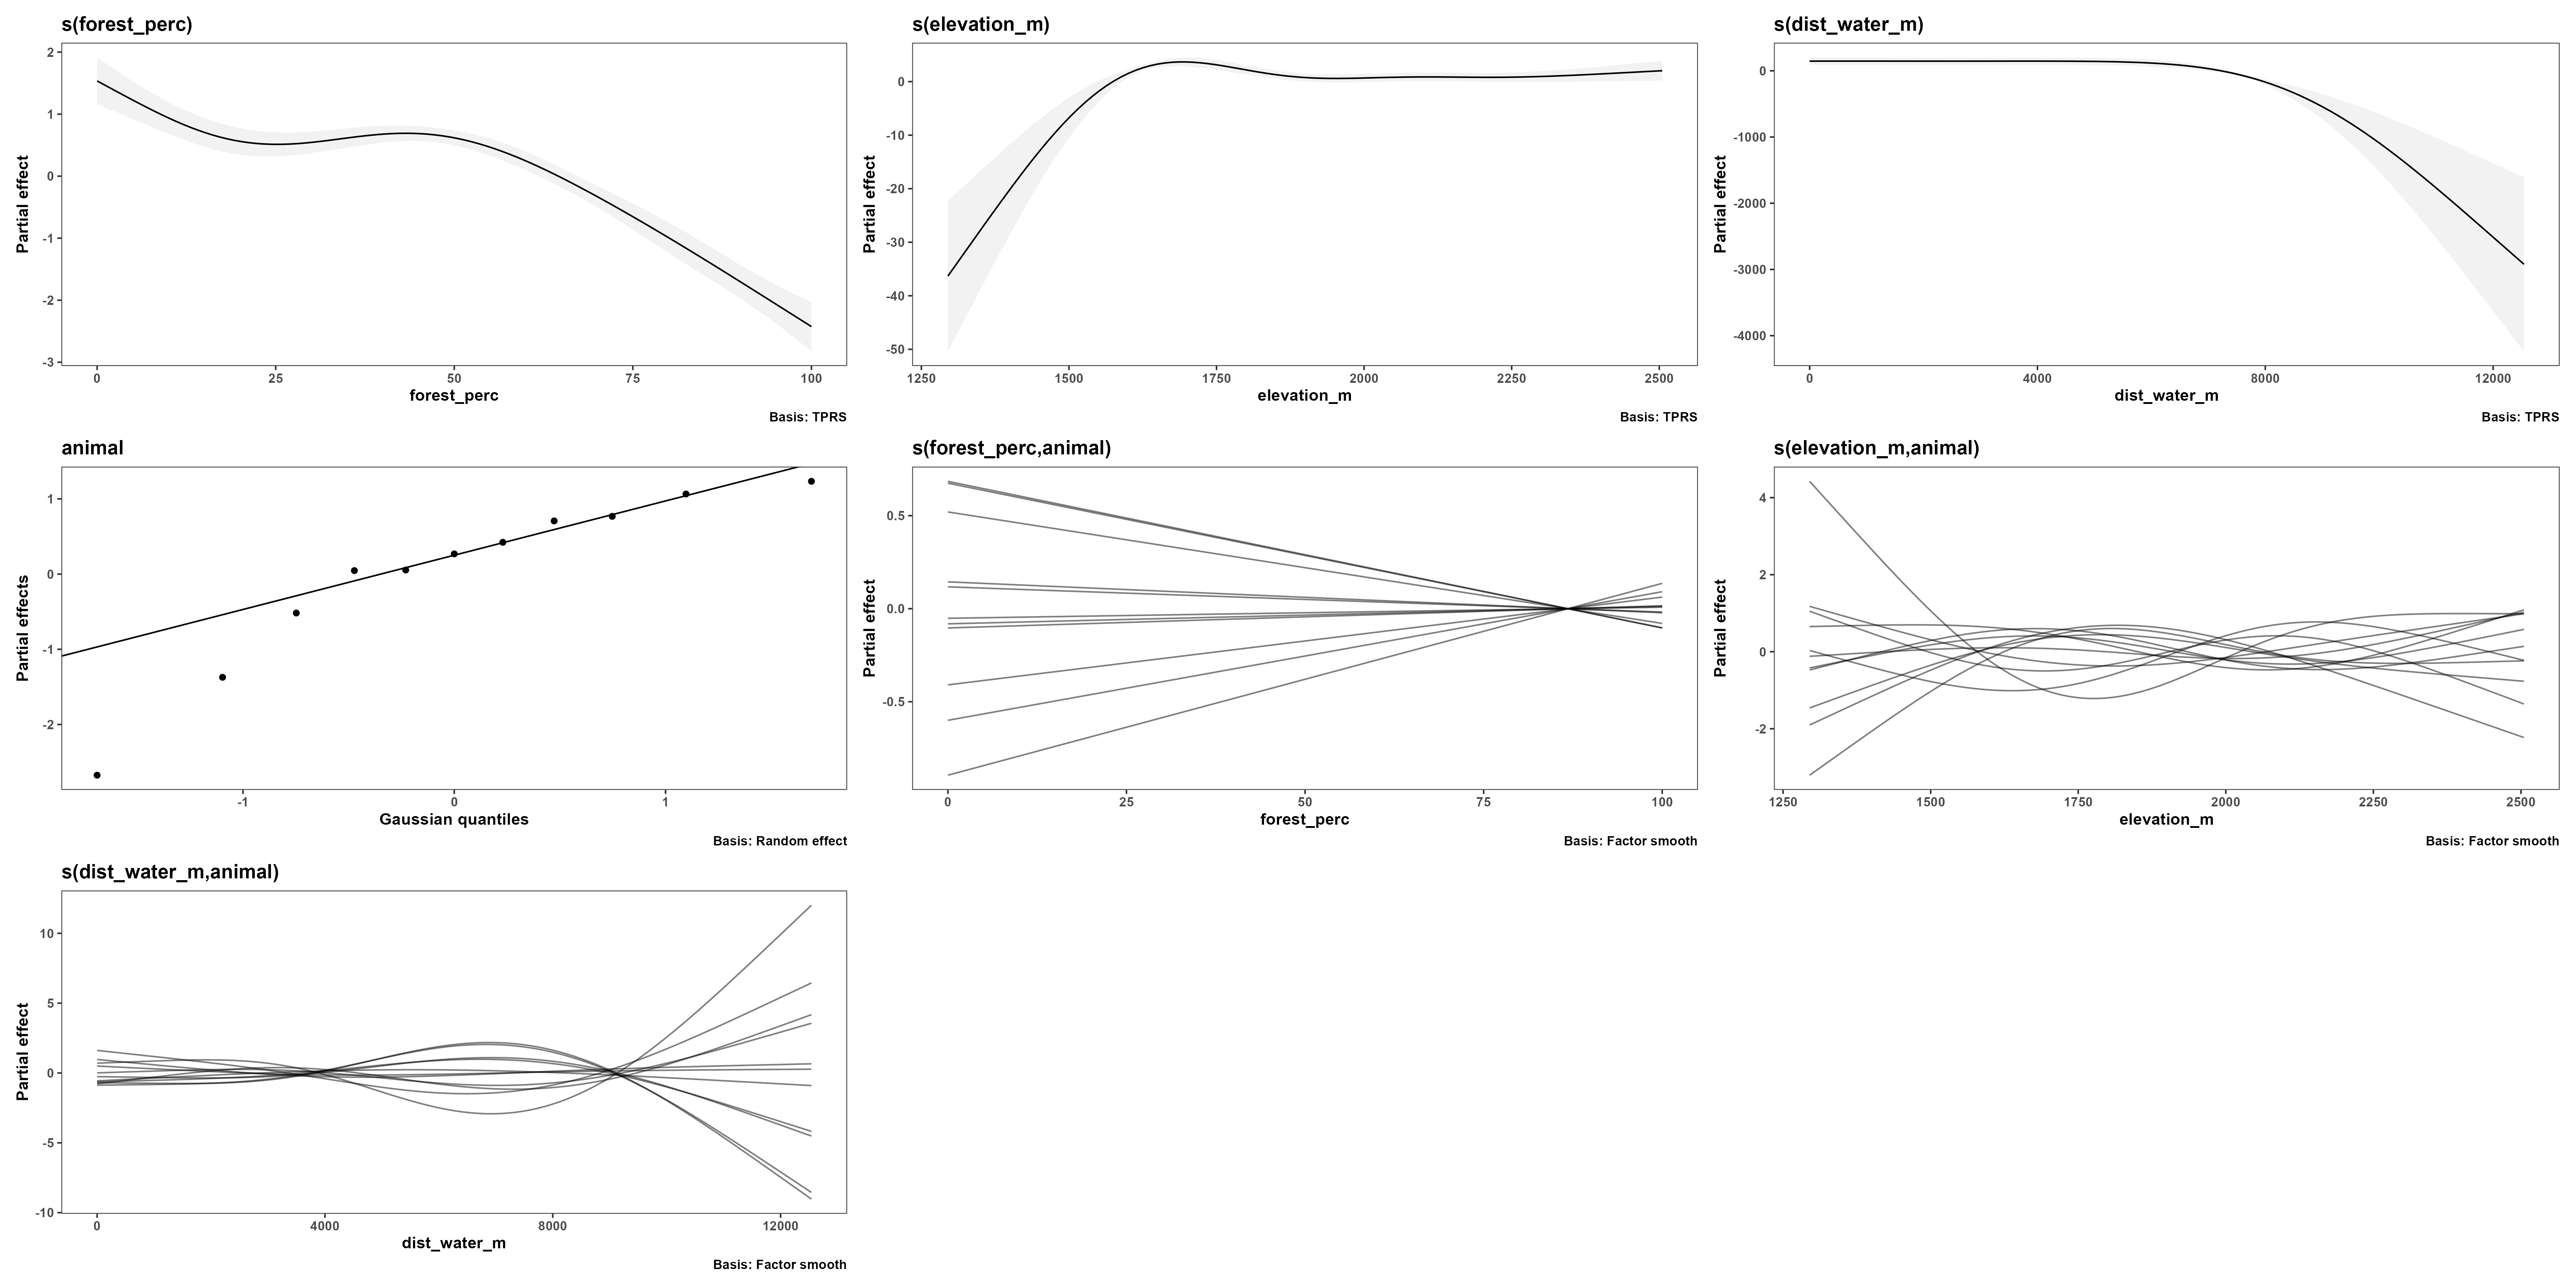 s(forest_perc)
Partial effect
2
1
0
-1
-2
-3
0 25 50 75 100
forest_perc
Basis: TPRS
s(elevation_m)
Partial effect
0
-10
-20
-30
-40
-50
1250 1500 1750 2000 2250 2500
elevation_m
Basis: TPRS
s(dist_water_m)
Partial effect
0
-1000
-2000
-3000
-4000
0 4000 8000 12000
dist_water_m
Basis: TPRS
animal
Partial effects
1
0
-1
-2
-1 0 1
Gaussian quantiles
Basis: Random effect
s(forest_perc,animal)
Partial effect
0.5
0.0
-0.5
0 25 50 75 100
forest_perc
Basis: Factor smooth
s(elevation_m,animal)
Partial effect
4
2
0
-2
1250 1500 1750 2000 2250 2500
elevation_m
Basis: Factor smooth
s(dist_water_m,animal)
Partial effect
10
5
0
-5
-10
0 4000 8000 12000
dist_water_m
Basis: Factor smooth